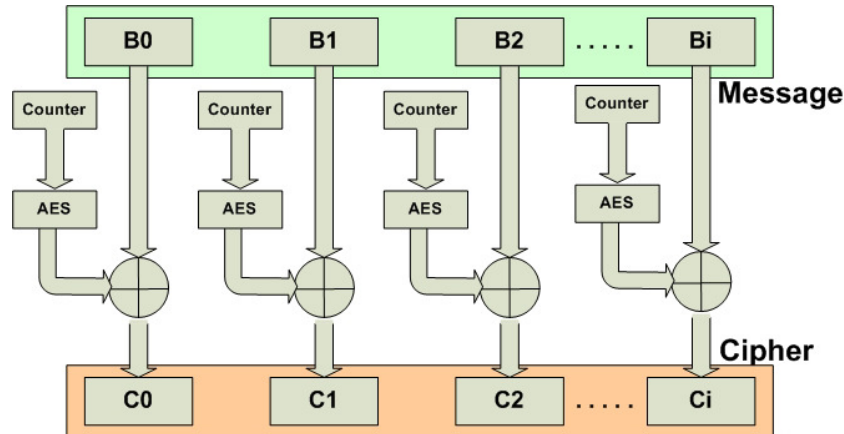 B0 B1 B2 ..... Bi
Message
Counter Counter Counter Counter
AES AES AES AES
Cipher
C0 C1 C2 ..... Ci